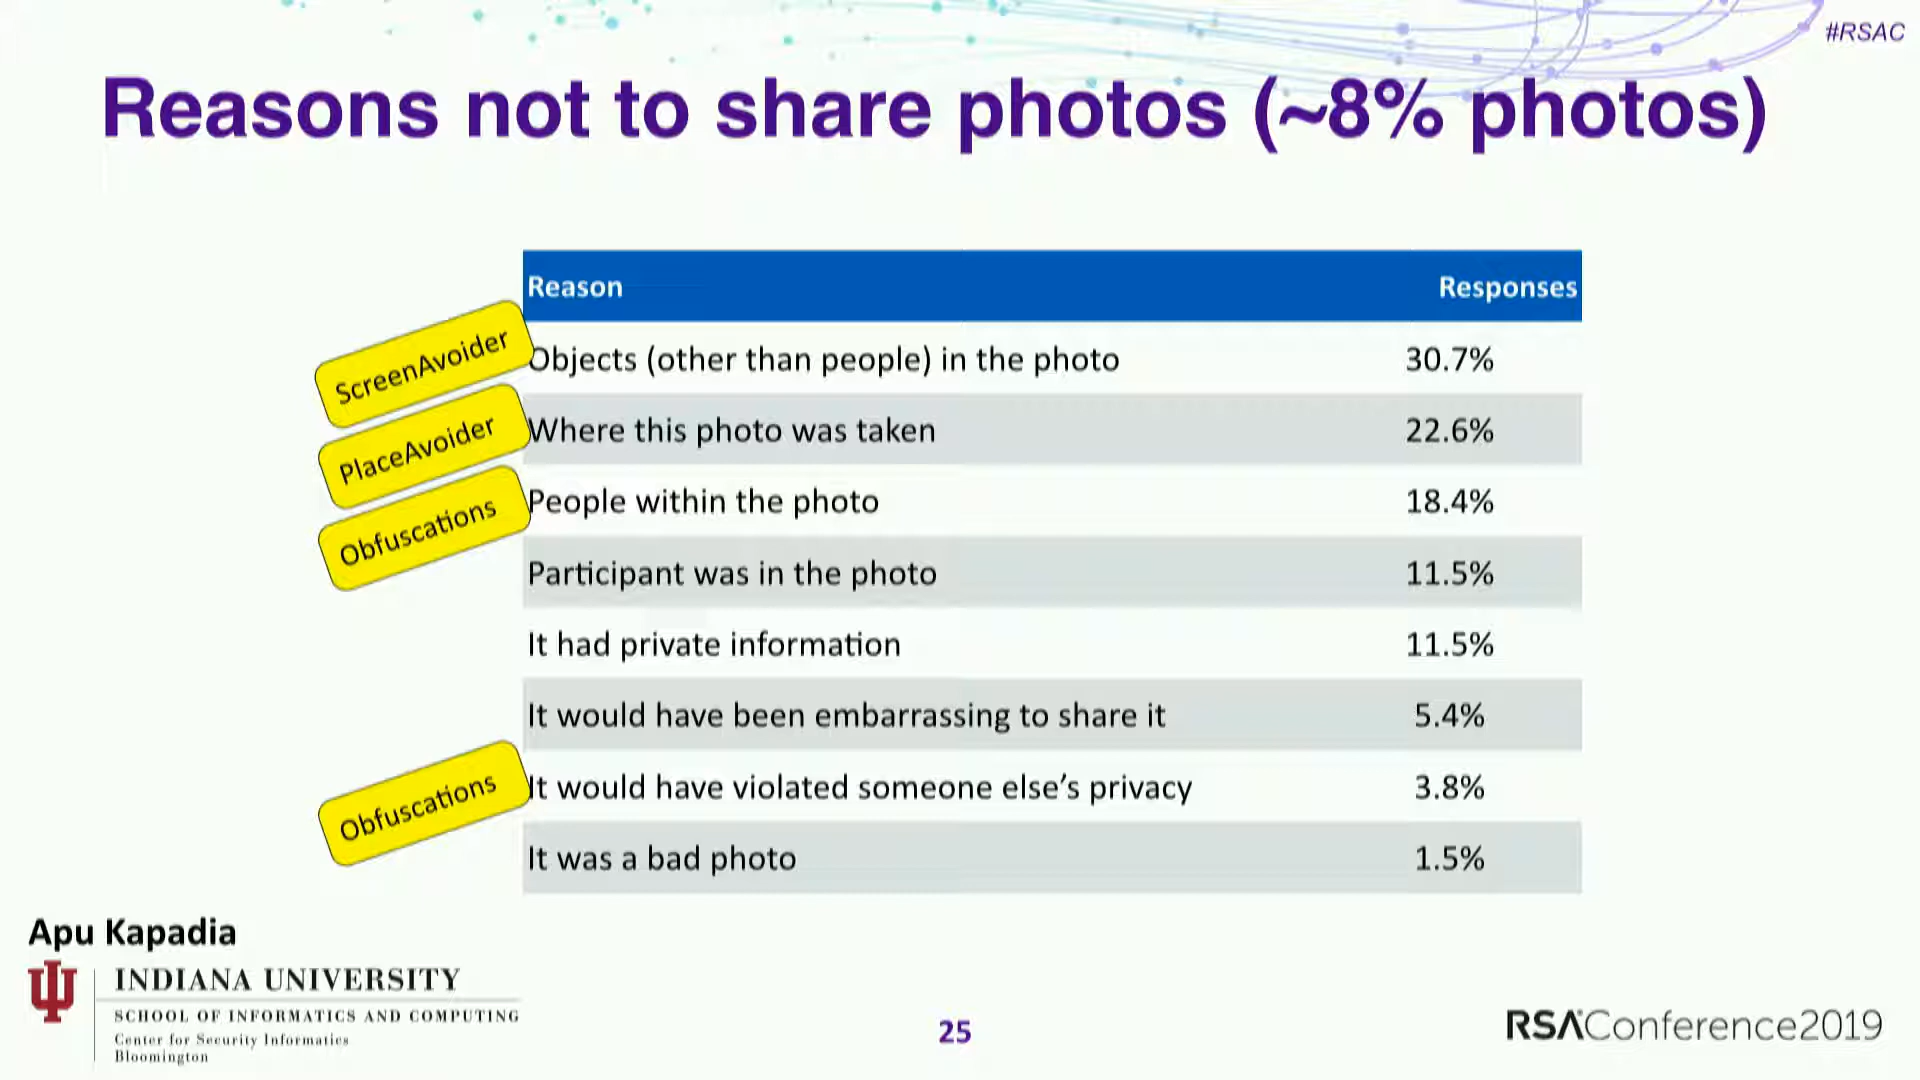 #RSAC
Reasons not to share photos (~8% photos)
Reason Responses
ScreenAvoider
Objects (other than people) in the photo 30.7%
PlaceAvoider
Where this photo was taken 22.6%
Obfuscations
People within the photo 18.4%
Participant was in the photo 11.5%
It had private information 11.5%
It would have been embarrassing to share it 5.4%
Obfuscations
It would have violated someone else's privacy 3.8%
It was a bad photo 1.5%
Apu Kapadia
INDIANA UNIVERSITY
SCHOOL OF INFORMATICS AND COMPUTING
Center for Security Informatics
Bloomington
25
RSAConference2019